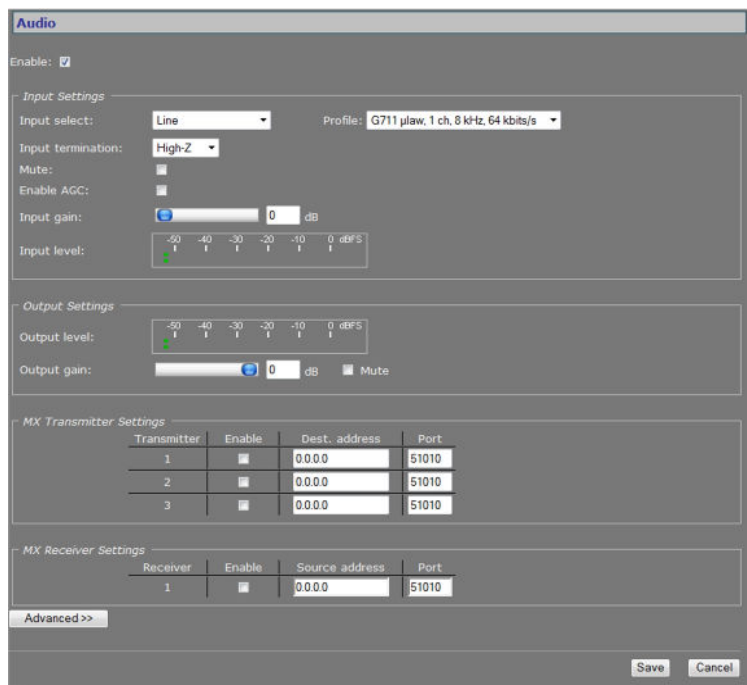 Audio
Enable:
Input Settings
Input select: Line Profile: G711 µlaw, 1 ch, 8 kHz, 64 kbits/s
Input termination: High-Z
Mute:
Enable AGC:
Input gain: 0 dB
-50 -40 -30 -20 -10 0 dBFS
Input level:
Output Settings
-50 -40 -30 -20 -10 0 dBFS
Output level:
Output gain: 0 dB Mute
MX Transmitter Settings
Transmitter Enable Dest. address Port
1 0.0.0.0 51010
2 0.0.0.0 51010
3 0.0.0.0 51010
MX Receiver Settings
Receiver Enable Source address Port
1 0.0.0.0 51010
Advanced >>
Save Cancel